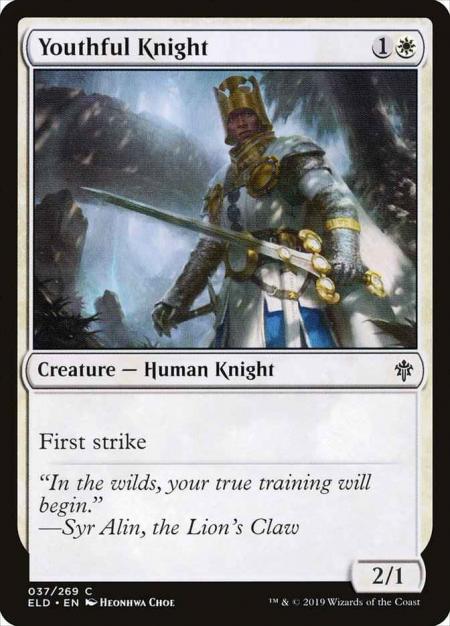 Youthful Knight 1
Creature — Human Knight
First strike
“In the wilds, your true training will
begin.”
—Syr Alin, the Lion’s Claw
2/1
037/269 C
ELD • EN Heonhwa Choe
™ & © 2019 Wizards of the Coast